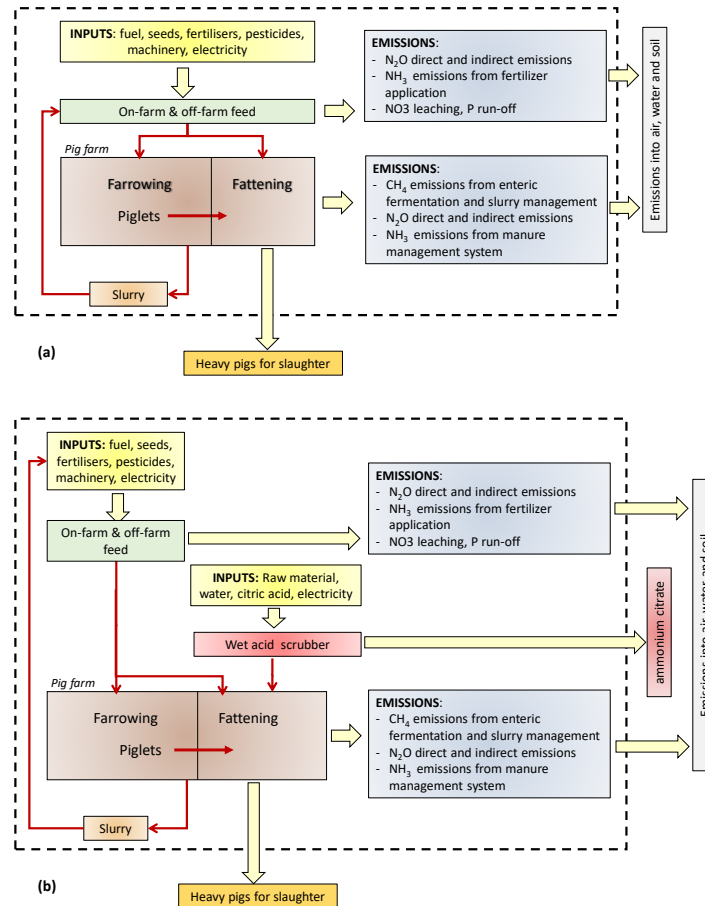 INPUTS: fuel, seeds, fertilisers, pesticides,
machinery, electricity
On-farm & off-farm feed
Pig farm
Farrowing
Fattening
Piglets
Slurry
EMISSIONS:
- N₂O direct and indirect emissions
- NH₃ emissions from fertilizer
application
- NO3 leaching, P run-off
EMISSIONS:
- CH₄ emissions from enteric
fermentation and slurry management
- N₂O direct and indirect emissions
- NH₃ emissions from manure
management system
Emissions into air, water and soil
Heavy pigs for slaughter
(a)
INPUTS: fuel, seeds,
fertilisers, pesticides,
machinery, electricity
On-farm & off-farm
feed
INPUTS: Raw material,
water, citric acid, electricity
Wet acid scrubber
Pig farm
Farrowing
Fattening
Piglets
Slurry
EMISSIONS:
- N₂O direct and indirect emissions
- NH₃ emissions from fertilizer
application
- NO3 leaching, P run-off
EMISSIONS:
- CH₄ emissions from enteric
fermentation and slurry management
- N₂O direct and indirect emissions
- NH₃ emissions from manure
management system
ammonium citrate
Emissions into air, water and soil
Heavy pigs for slaughter
(b)